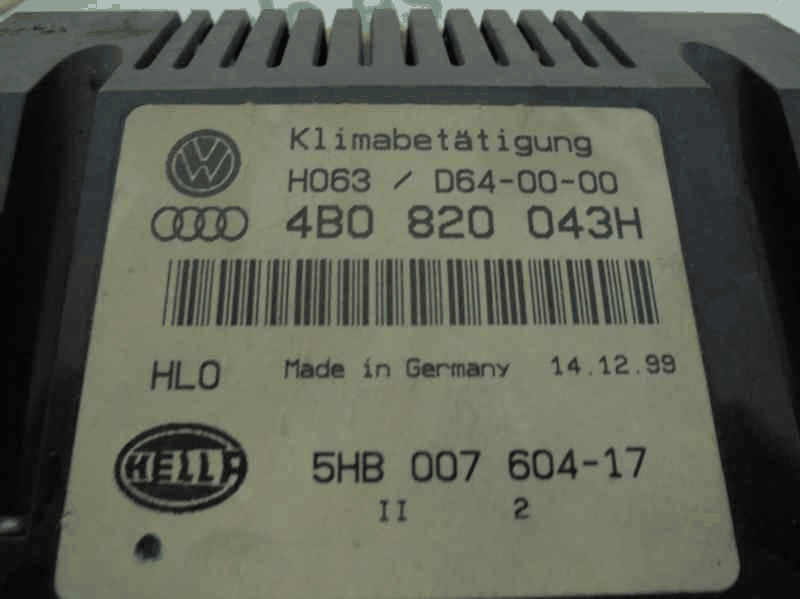 Klimabetätigung
H063 / D64-00-00
4B0 820 043H
HLO Made in Germany 14.12.99
HELLA 5HB 007 604-17
II 2